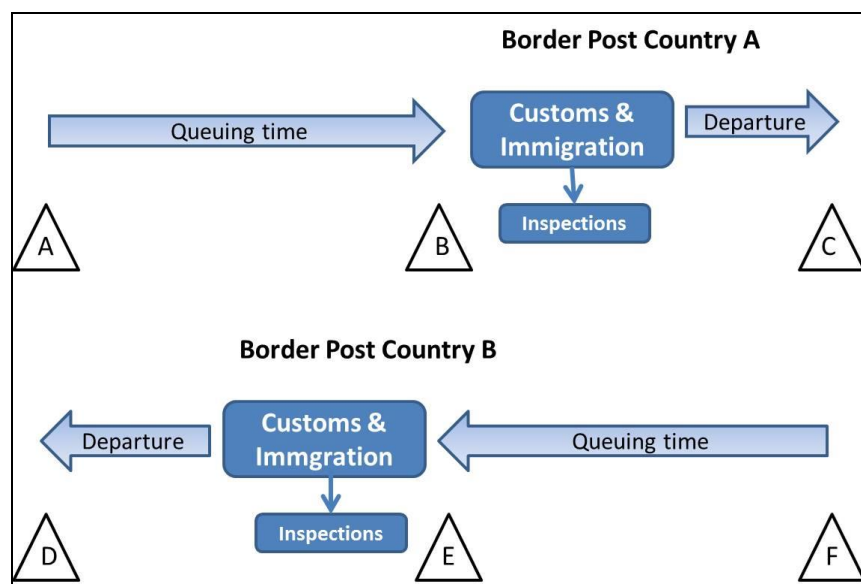 Border Post Country A
Queuing time
Customs &
Immigration
Departure
Inspections
A
B
C
Border Post Country B
Departure
Customs &
Immgration
Queuing time
Inspections
D
E
F